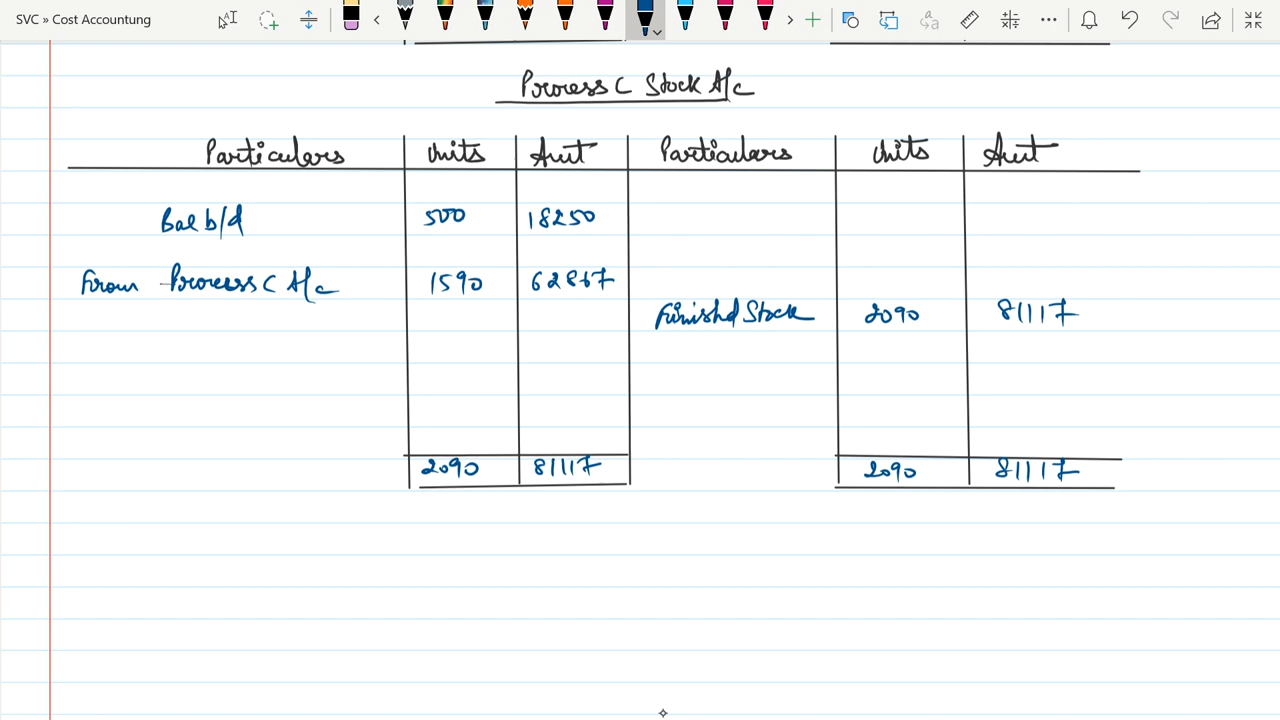 SVC » Cost Accountung
Process C Stock A/c
Particulars Units Amt Particulars Units Amt
Bal b/d 500 18250
From Process C A/c 1590 62867
Finished Stock 2090 81117
2090 81117 2090 81117